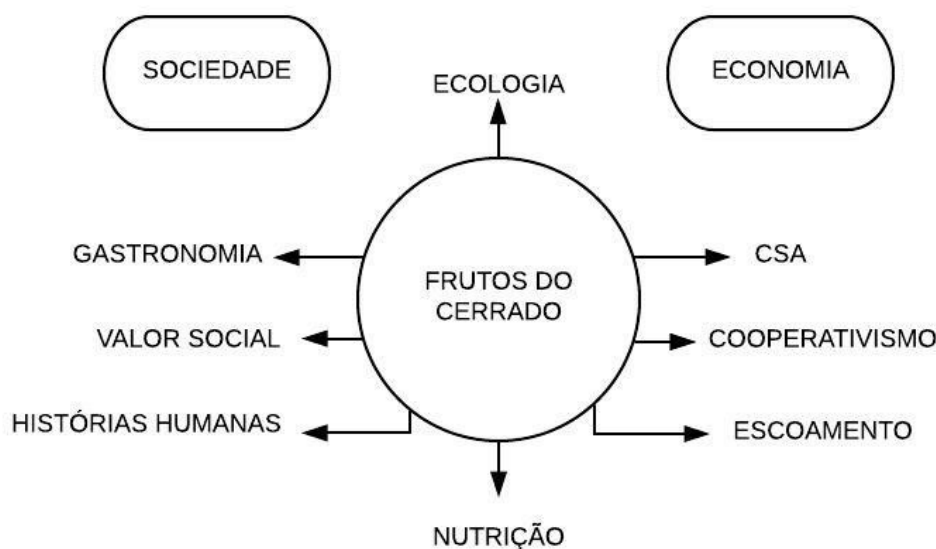 SOCIEDADE
ECONOMIA
ECOLOGIA
GASTRONOMIA
CSA
FRUTOS DO
CERRADO
VALOR SOCIAL
COOPERATIVISMO
HISTÓRIAS HUMANAS
ESCOAMENTO
NUTRIÇÃO